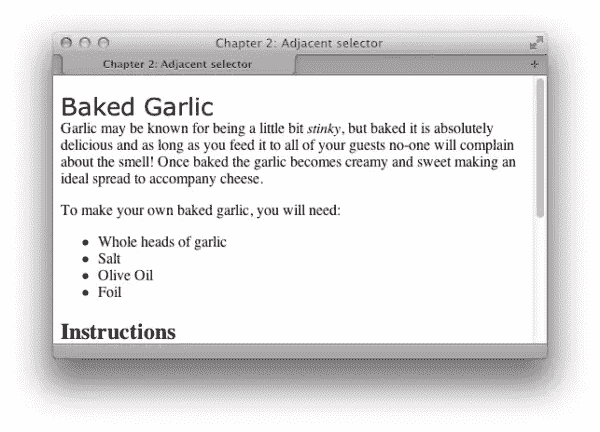 Chapter 2: Adjacent selector
Chapter 2: Adjacent selector
Baked Garlic
Garlic may be known for being a little bit stinky, but baked it is absolutely
delicious and as long as you feed it to all of your guests no-one will complain
about the smell! Once baked the garlic becomes creamy and sweet making an
ideal spread to accompany cheese.
To make your own baked garlic, you will need:
• Whole heads of garlic
• Salt
• Olive Oil
• Foil
Instructions